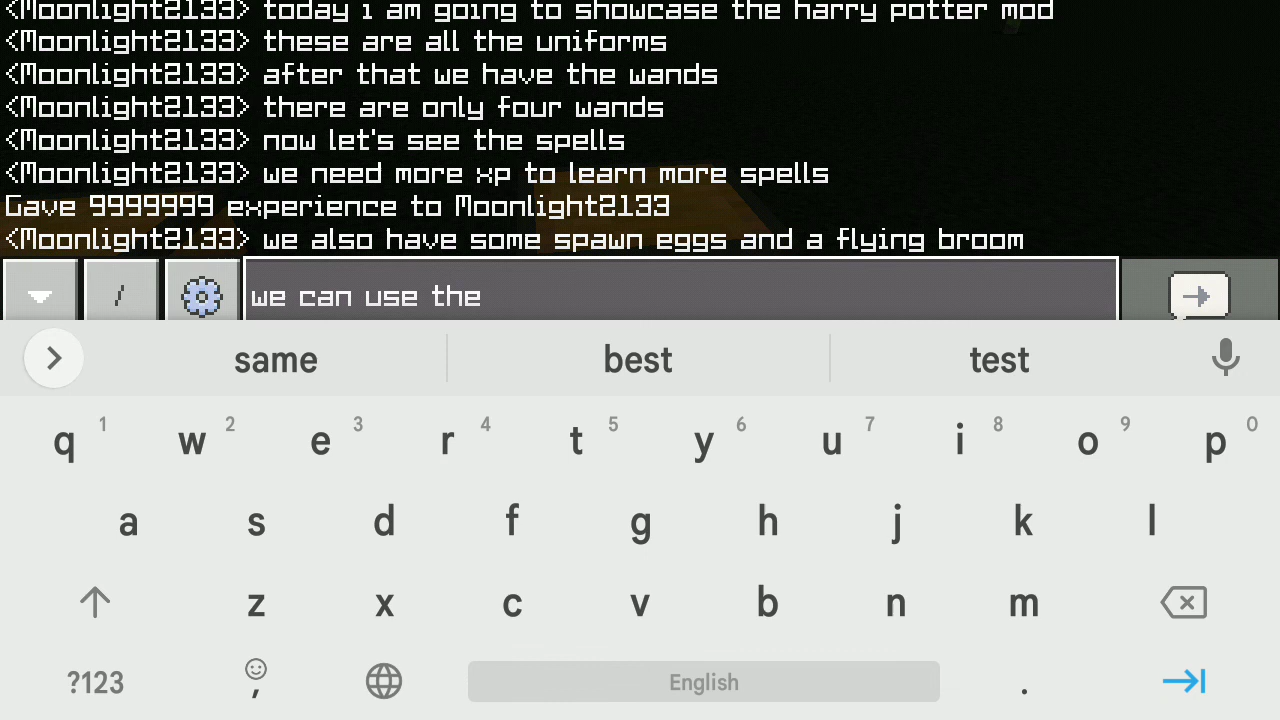 <Moonlight2133> today i am going to showcase the harry potter mod
<Moonlight2133> these are all the uniforms
<Moonlight2133> after that we have the wands
<Moonlight2133> there are only four wands
<Moonlight2133> now let's see the spells
<Moonlight2133> we need more xp to learn more spells
Gave 9999999 experience to Moonlight2133
<Moonlight2133> we also have some spawn eggs and a flying broom
/ we can use the
same best test
q 1 w 2 e 3 r 4 t 5 y 6 u 7 i 8 o 9 p 0
a s d f g h j k l
z x c v b n m
?123 , English .